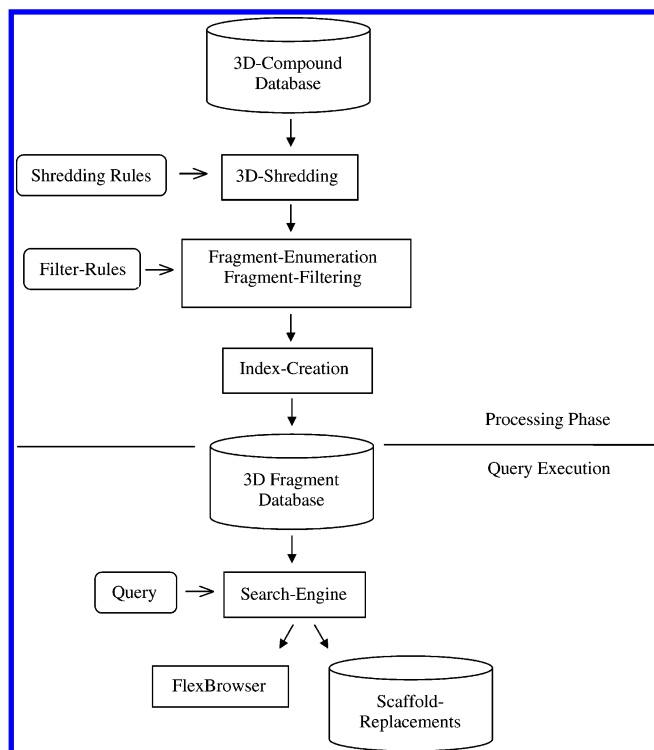 3D-Compound
Database
Shredding Rules
3D-Shredding
Filter-Rules
Fragment-Enumeration
Fragment-Filtering
Index-Creation
Processing Phase
3D Fragment
Database
Query Execution
Query
Search-Engine
FlexBrowser
Scaffold-
Replacements